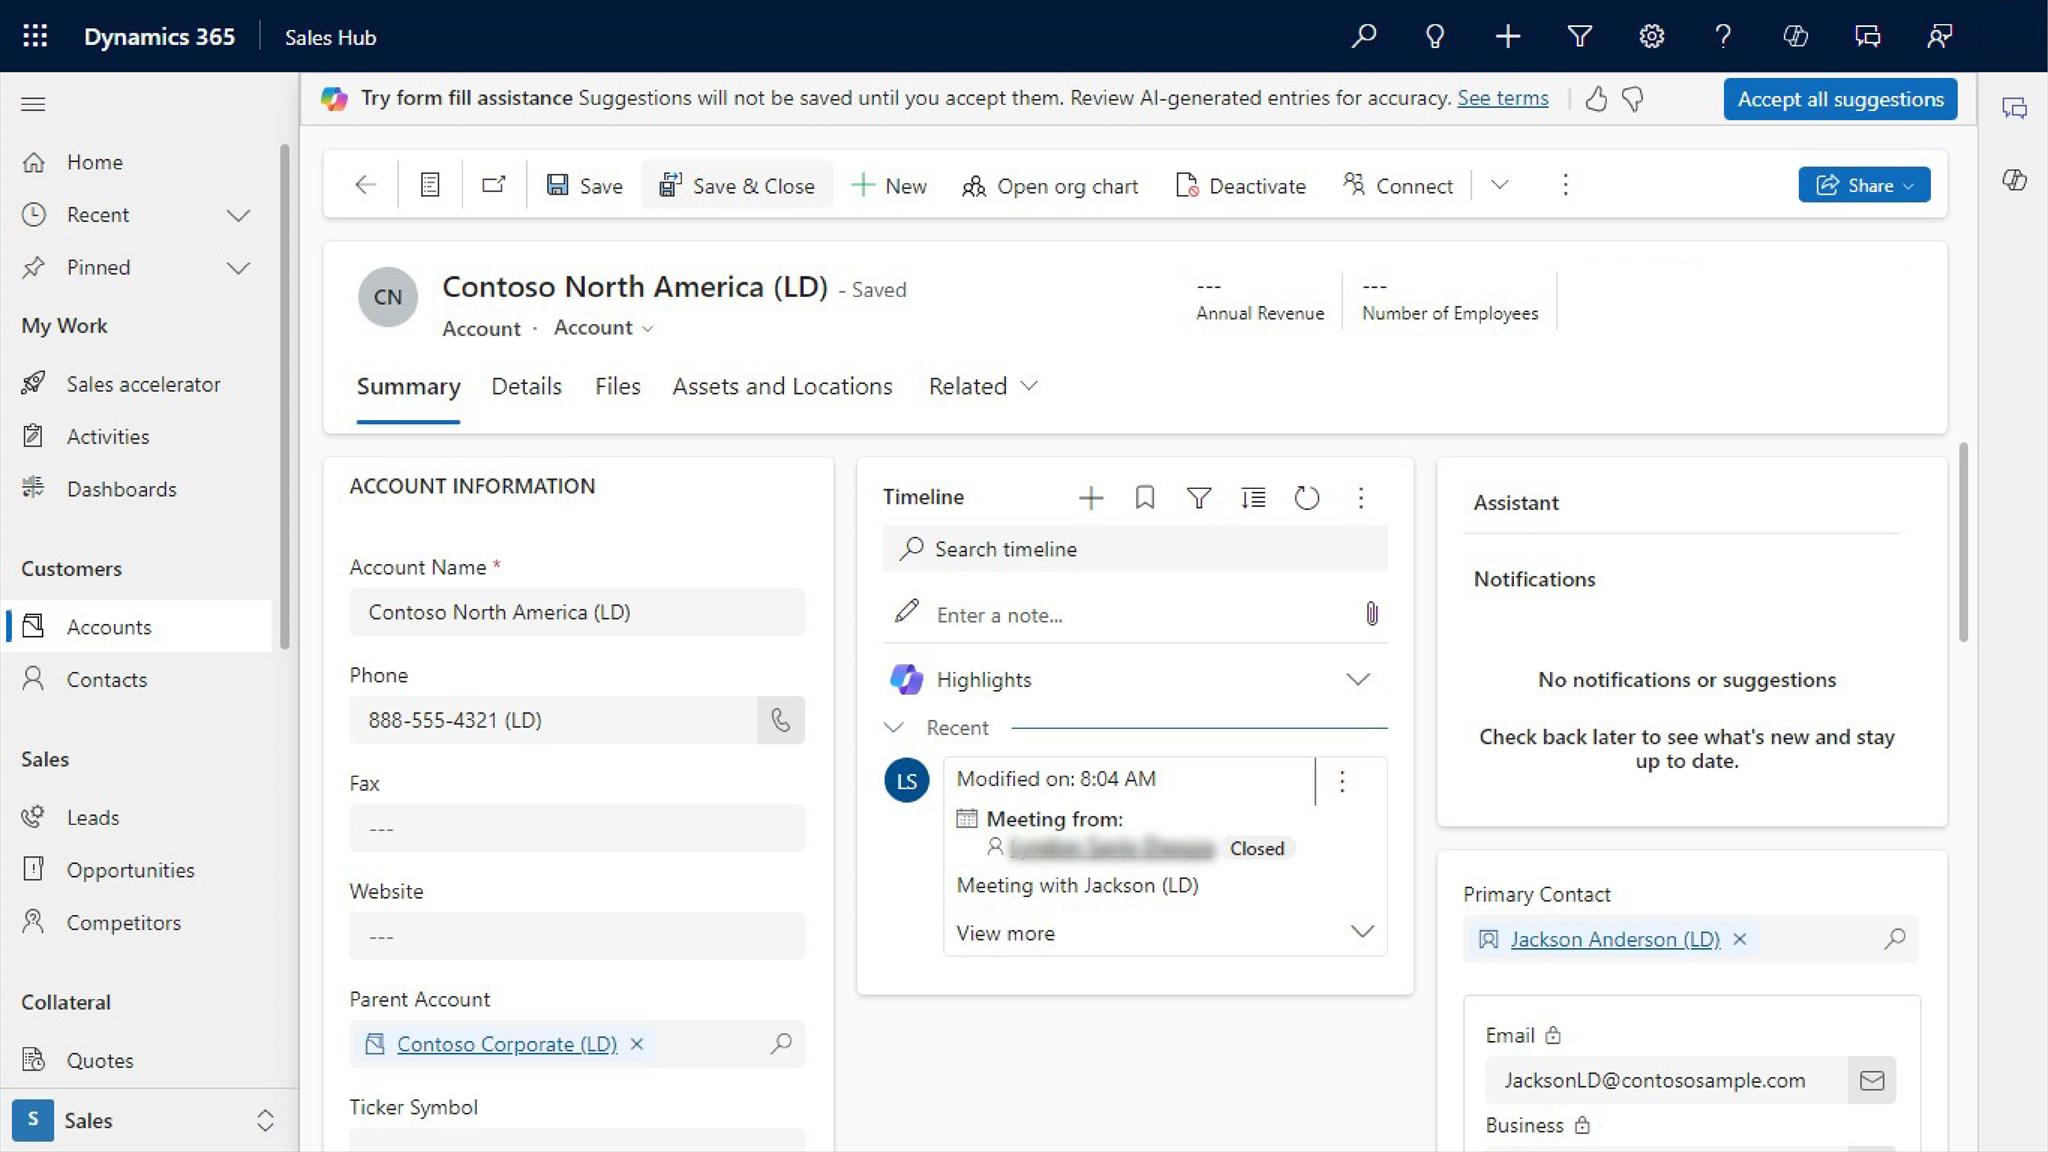 Dynamics 365
Sales Hub
Try form fill assistance Suggestions will not be saved until you accept them. Review AI-generated entries for accuracy. See terms
Accept all suggestions
Home
Recent
Pinned
My Work
Sales accelerator
Activities
Dashboards
Customers
Accounts
Contacts
Sales
Leads
Opportunities
Competitors
Collateral
Quotes
S Sales
Save
Save & Close
New
Open org chart
Deactivate
Connect
Share
CN
Contoso North America (LD) - Saved
Account · Account
---
Annual Revenue
---
Number of Employees
Summary
Details
Files
Assets and Locations
Related
ACCOUNT INFORMATION
Account Name *
Contoso North America (LD)
Phone
888-555-4321 (LD)
Fax
---
Website
---
Parent Account
Contoso Corporate (LD)
Ticker Symbol
Timeline
Search timeline
Enter a note...
Highlights
Recent
LS
Modified on: 8:04 AM
Meeting from:
Closed
Meeting with Jackson (LD)
View more
Assistant
Notifications
No notifications or suggestions
Check back later to see what's new and stay
up to date.
Primary Contact
Jackson Anderson (LD)
Email
JacksonLD@contososample.com
Business